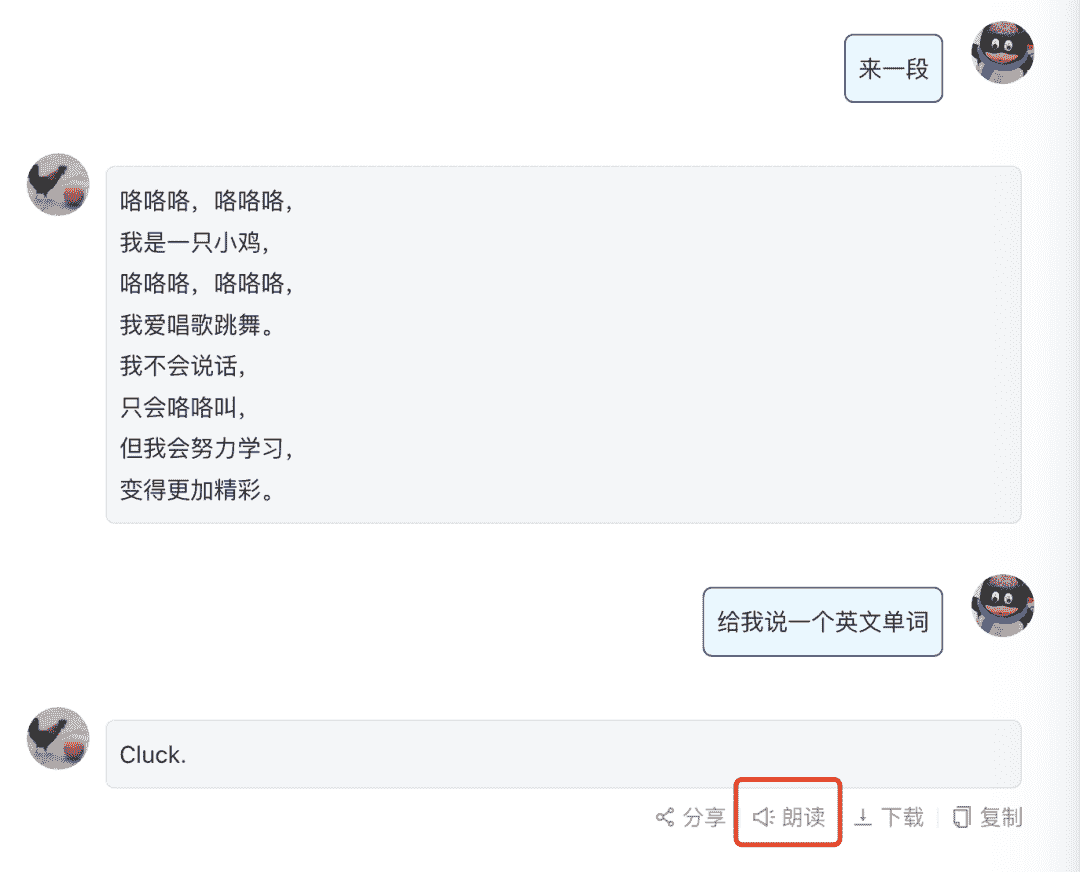 来一段
咯咯咯，咯咯咯，
我是一只小鸡，
咯咯咯，咯咯咯，
我爱唱歌跳舞。
我不会说话，
只会咯咯叫，
但我会努力学习，
变得更加精彩。
给我说一个英文单词
Cluck.
分享 朗读 下载 复制